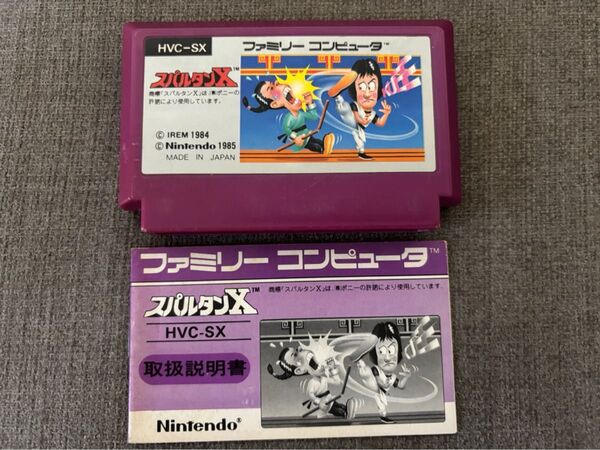 HVC-SX
ファミリー コンピュータ™
スパルタンX™
商標「スパルタンX」は(株)ポニーの
許諾により使用しています。
© IREM 1984
© Nintendo 1985
MADE IN JAPAN
ファミリー コンピュータ™
スパルタンX™
商標「スパルタンX」は、(株)ポニーの許諾により使用しています.
HVC-SX
取扱説明書
Nintendo®